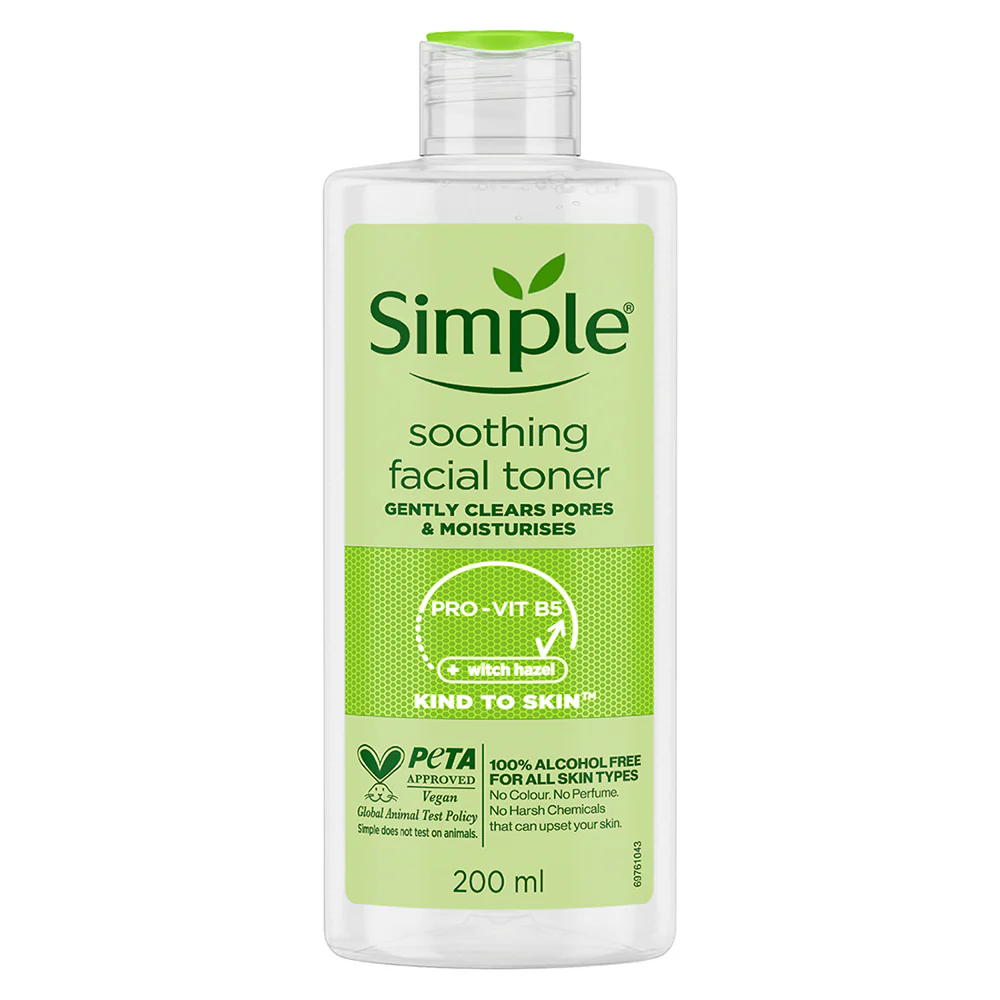 Simple®
soothing
facial toner
GENTLY CLEARS PORES
& MOISTURISES
PRO-VIT B5
+ witch hazel
KIND TO SKIN™
PeTA
APPROVED
Vegan
Global Animal Test Policy
Simple does not test on animals.
100% ALCOHOL FREE
FOR ALL SKIN TYPES
No Colour. No Perfume.
No Harsh Chemicals
that can upset your skin.
69761043
200 ml